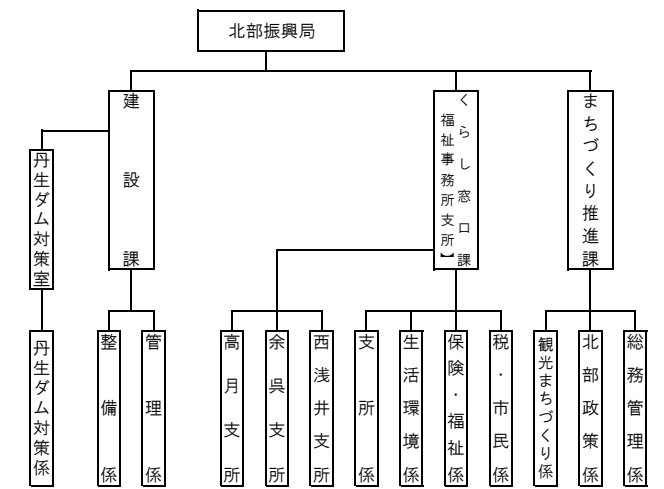 北部振興局
まちづくり推進課
くらし窓口課
福祉事務所支所】
建設課
丹生ダム対策室
総務管理係
北部政策係
観光まちづくり係
税・市民係
保険・福祉係
生活環境係
支所係
西浅井支所
余呉支所
高月支所
管理係
整備係
丹生ダム対策係